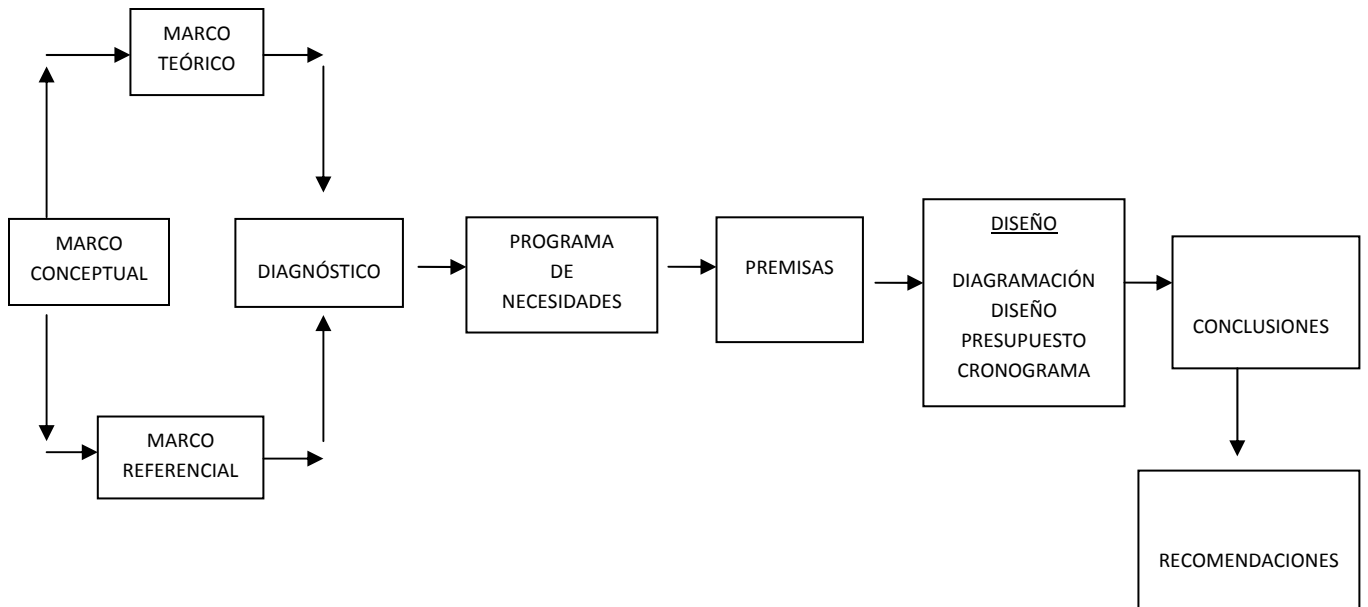 MARCO
TEÓRICO
MARCO
CONCEPTUAL
DIAGNÓSTICO
PROGRAMA
DE
NECESIDADES
PREMISAS
DISEÑO
DIAGRAMACIÓN
DISEÑO
PRESUPUESTO
CRONOGRAMA
CONCLUSIONES
MARCO
REFERENCIAL
RECOMENDACIONES